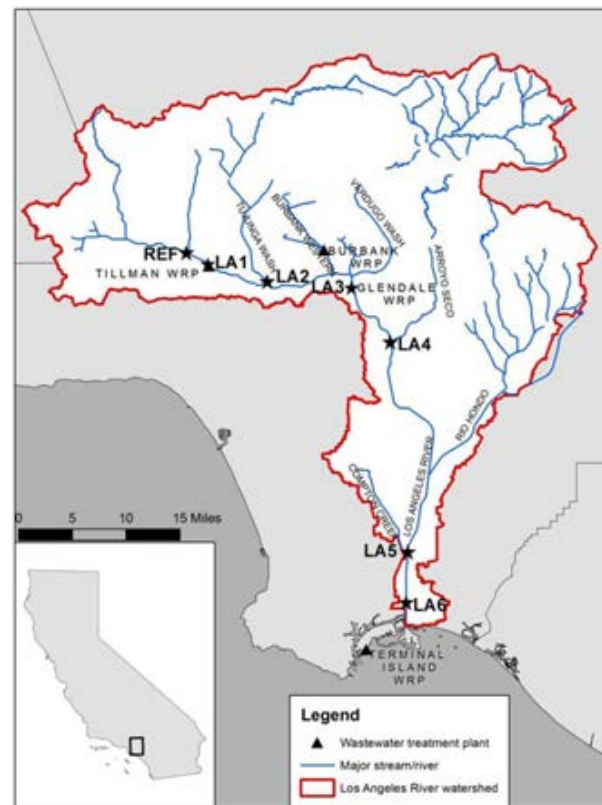 TUJUNGA WASH
BURBANK WESTERN
VERDUGO WASH
REF
LA1
BURBANK
WRP
TILLMAN WRP
LA2
LA3
GLENDALE
WRP
ARROYO SECO
LA4
RIO HONDO
LOS ANGELES RIVER
COMPTON CREEK
0 5 10 15 Miles
LA5
LA6
TERMINAL
ISLAND
WRP
Legend
Wastewater treatment plant
Major stream/river
Los Angeles River watershed